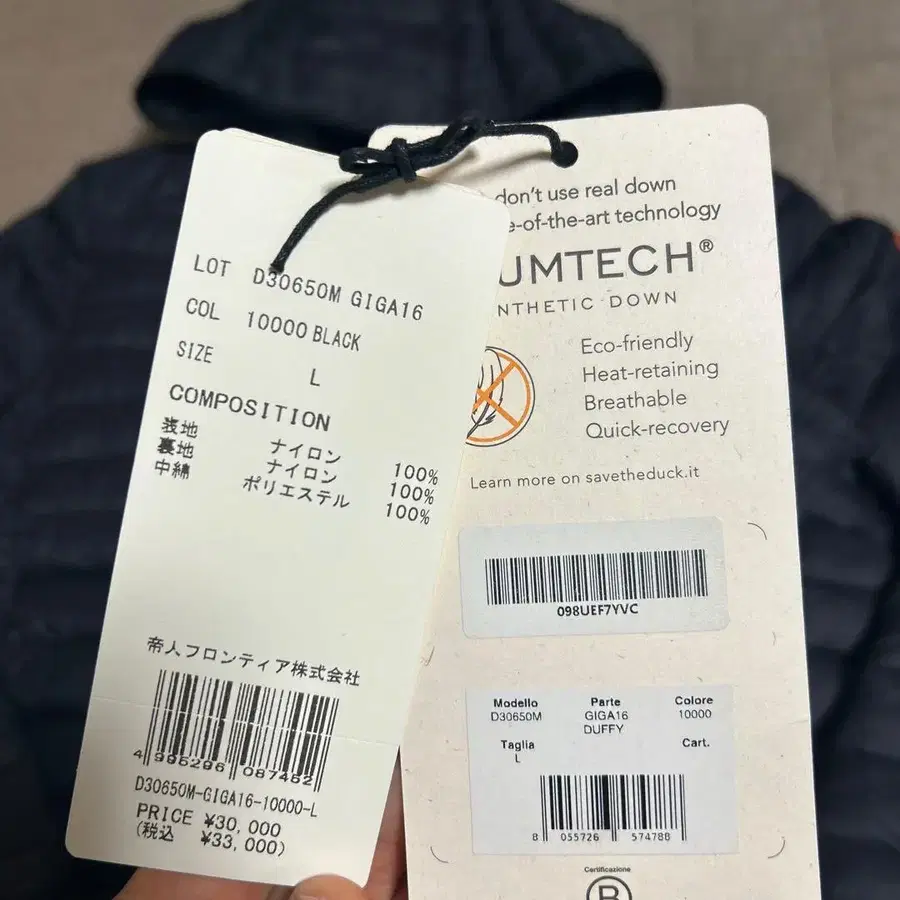 LOT D30650M GIGA16
COL 10000 BLACK
SIZE L
COMPOSITION
表地 ナイロン 100%
裏地 ナイロン 100%
中綿 ポリエステル 100%
帝人フロンティア株式会社
4 995296 087452
D30650M-GIGA16-10000-L
PRICE ¥30,000
(税込 ¥33,000)
don't use real down
e-of-the-art technology
UMTECH®
NTHETIC DOWN
Eco-friendly
Heat-retaining
Breathable
Quick-recovery
Learn more on savetheduck.it
098UEF7YVC
Modello Parte Colore
D30650M GIGA16 10000
DUFFY
Taglia Cart.
L
8 055726 574788
Certificazione
B